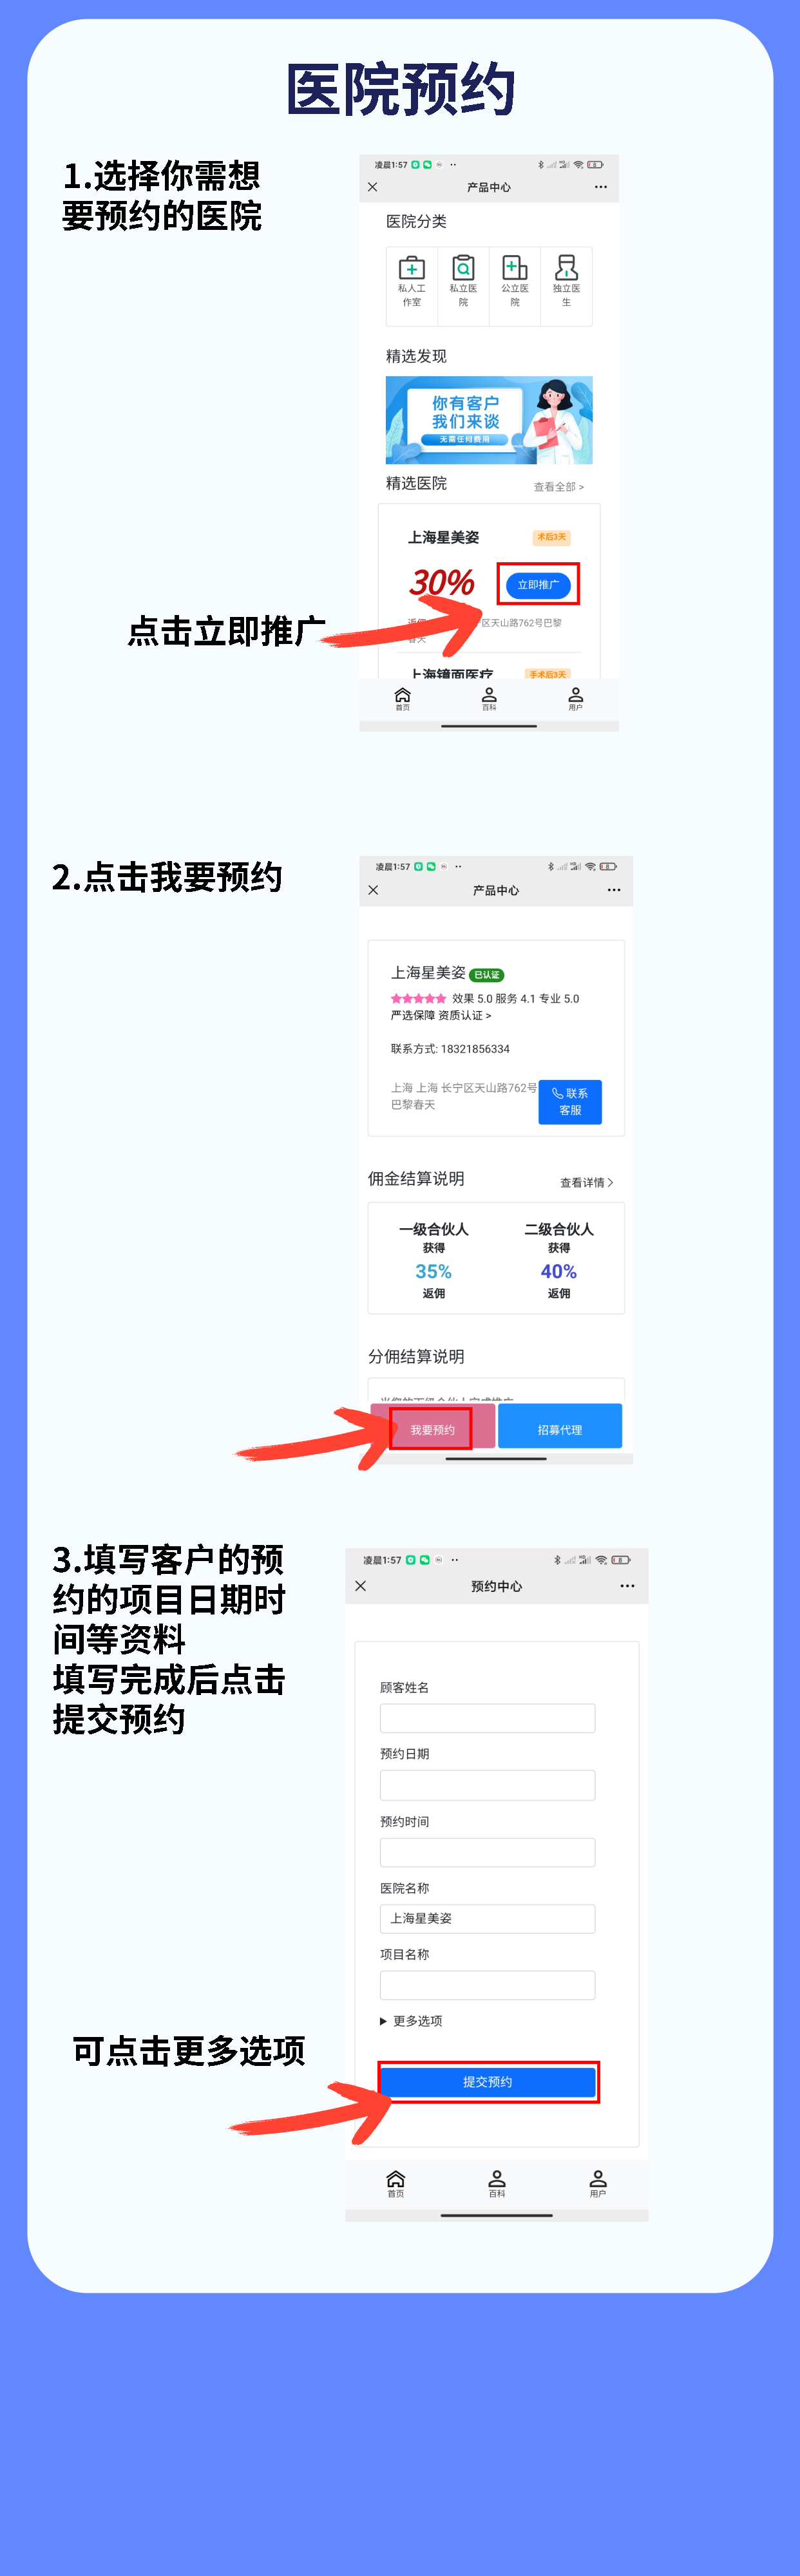 医院预约
1.选择你需想
要预约的医院
凌晨1:57
产品中心
医院分类
私人工
作室
私立医
院
公立医
院
独立医
生
精选发现
你有客户
我们来谈
无需任何费用
精选医院
查看全部 >
上海星美姿
术后3天
30%
立即推广
点击立即推广
区天山路762号巴黎
春天
上海镜面医疗
手术后3天
首页
百科
用户
2.点击我要预约
凌晨1:57
产品中心
上海星美姿 已认证
效果 5.0 服务 4.1 专业 5.0
严选保障 资质认证 >
联系方式: 18321856334
上海 上海 长宁区天山路762号
巴黎春天
联系
客服
佣金结算说明
查看详情
一级合伙人
获得
35%
返佣
二级合伙人
获得
40%
返佣
分佣结算说明
我要预约
招募代理
3.填写客户的预
约的项目日期时
间等资料
填写完成后点击
提交预约
凌晨1:57
预约中心
顾客姓名
预约日期
预约时间
医院名称
上海星美姿
项目名称
更多选项
可点击更多选项
提交预约
首页
百科
用户